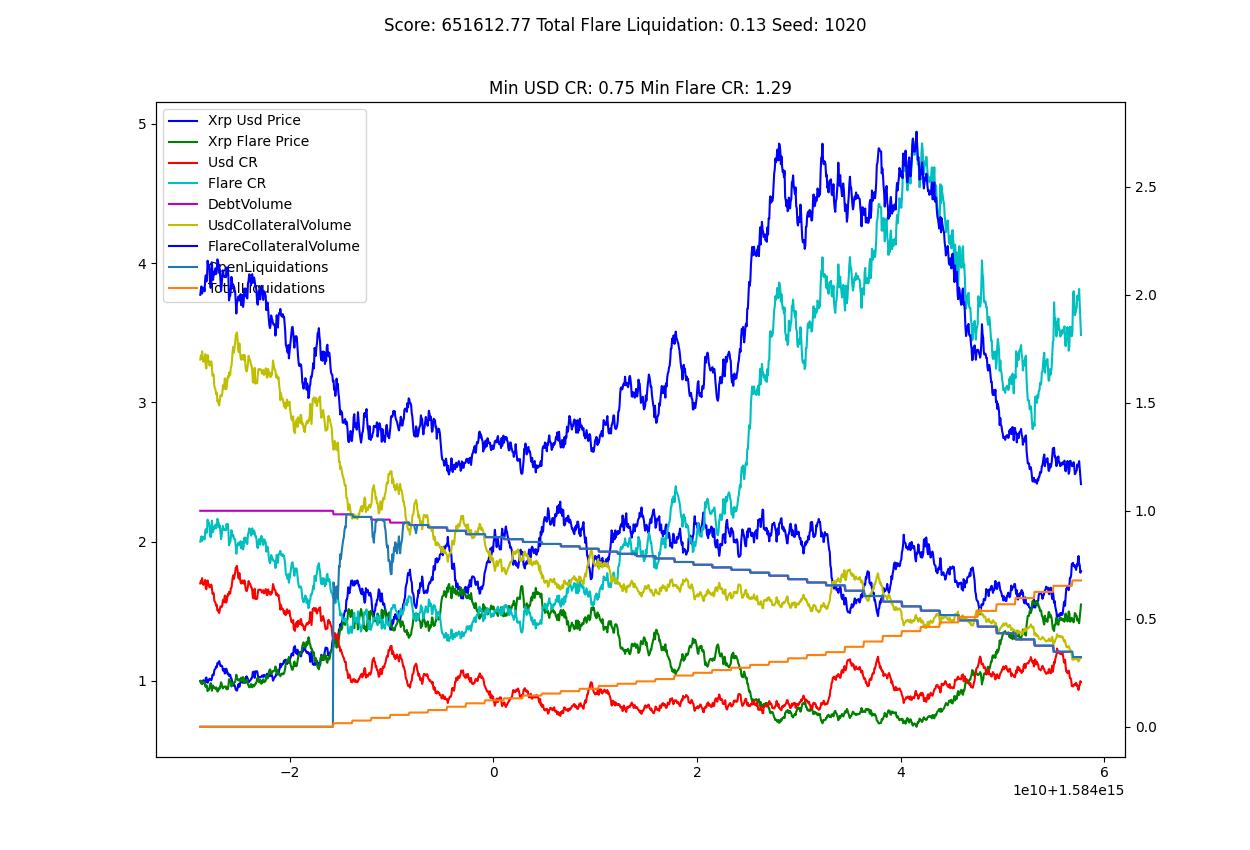 Score: 651612.77 Total Flare Liquidation: 0.13 Seed: 1020
Min USD CR: 0.75 Min Flare CR: 1.29
Xrp Usd Price
Xrp Flare Price
Usd CR
Flare CR
DebtVolume
UsdCollateralVolume
FlareCollateralVolume
OpenLiquidations
TotalLiquidations
5
4
3
2
1
2.5
2.0
1.5
1.0
0.5
0.0
−2 0 2 4 6
1e10+1.584e15